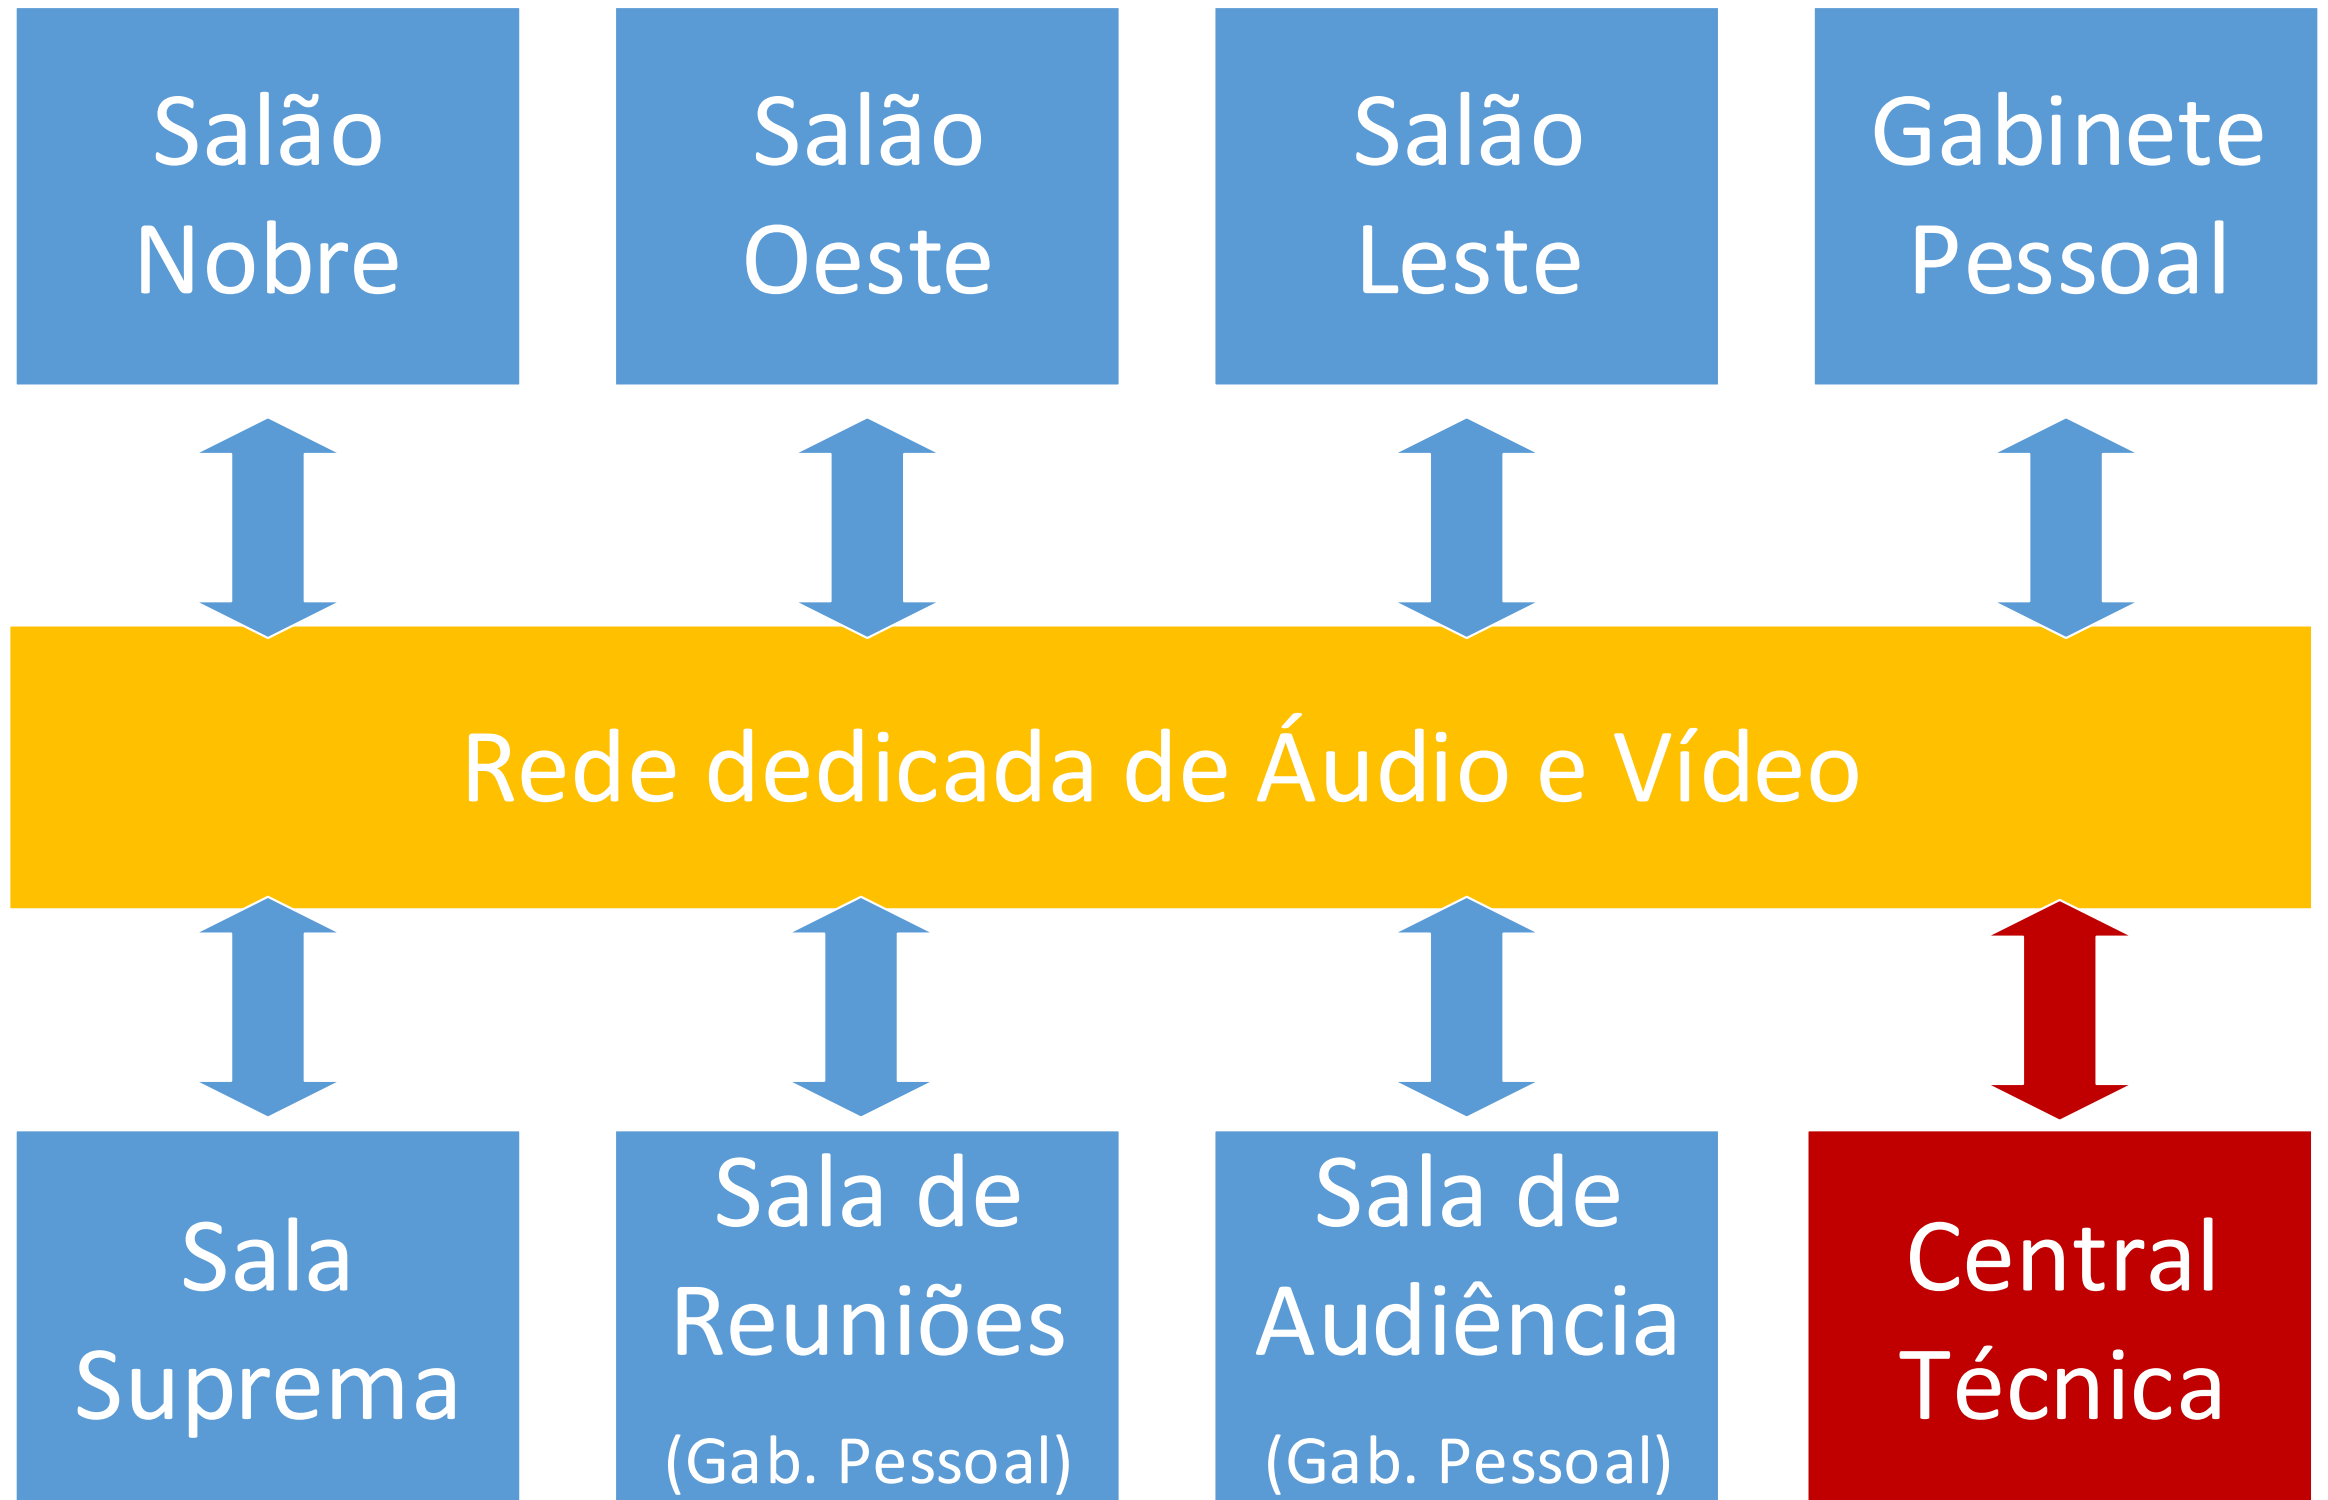 Salão
Nobre
Salão
Oeste
Salão
Leste
Gabinete
Pessoal
Rede dedicada de Áudio e Vídeo
Sala
Suprema
Sala de
Reuniões
(Gab. Pessoal)
Sala de
Audiência
(Gab. Pessoal)
Central
Técnica